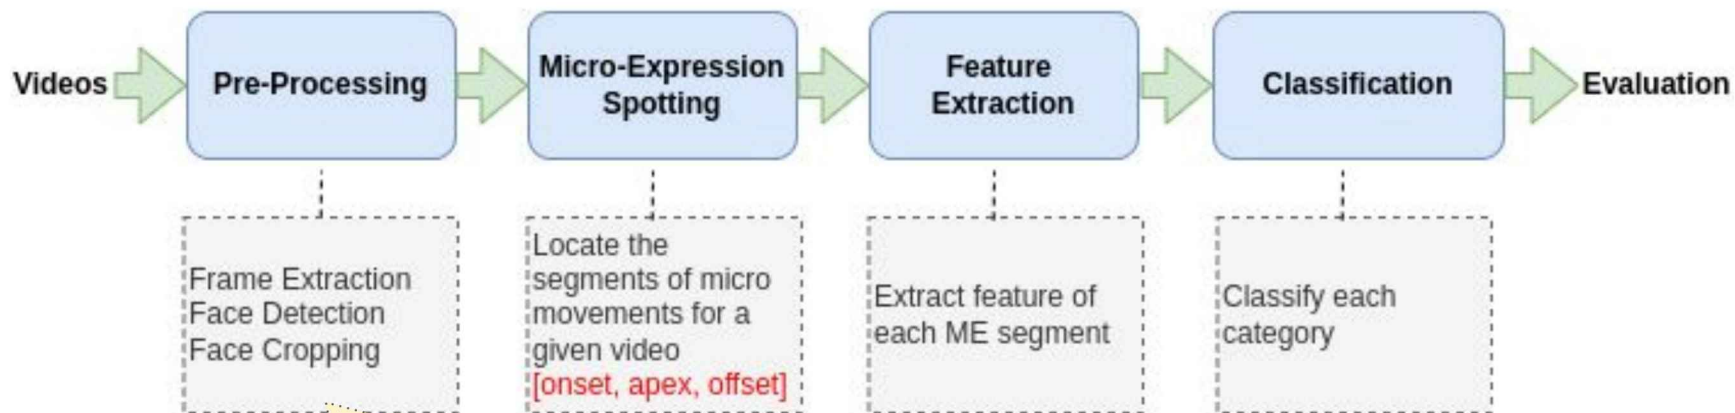 Videos
Pre-Processing
Micro-Expression
Spotting
Feature
Extraction
Classification
Evaluation
Frame Extraction
Face Detection
Face Cropping
Locate the
segments of micro
movements for a
given video
[onset, apex, offset]
Extract feature of
each ME segment
Classify each
category